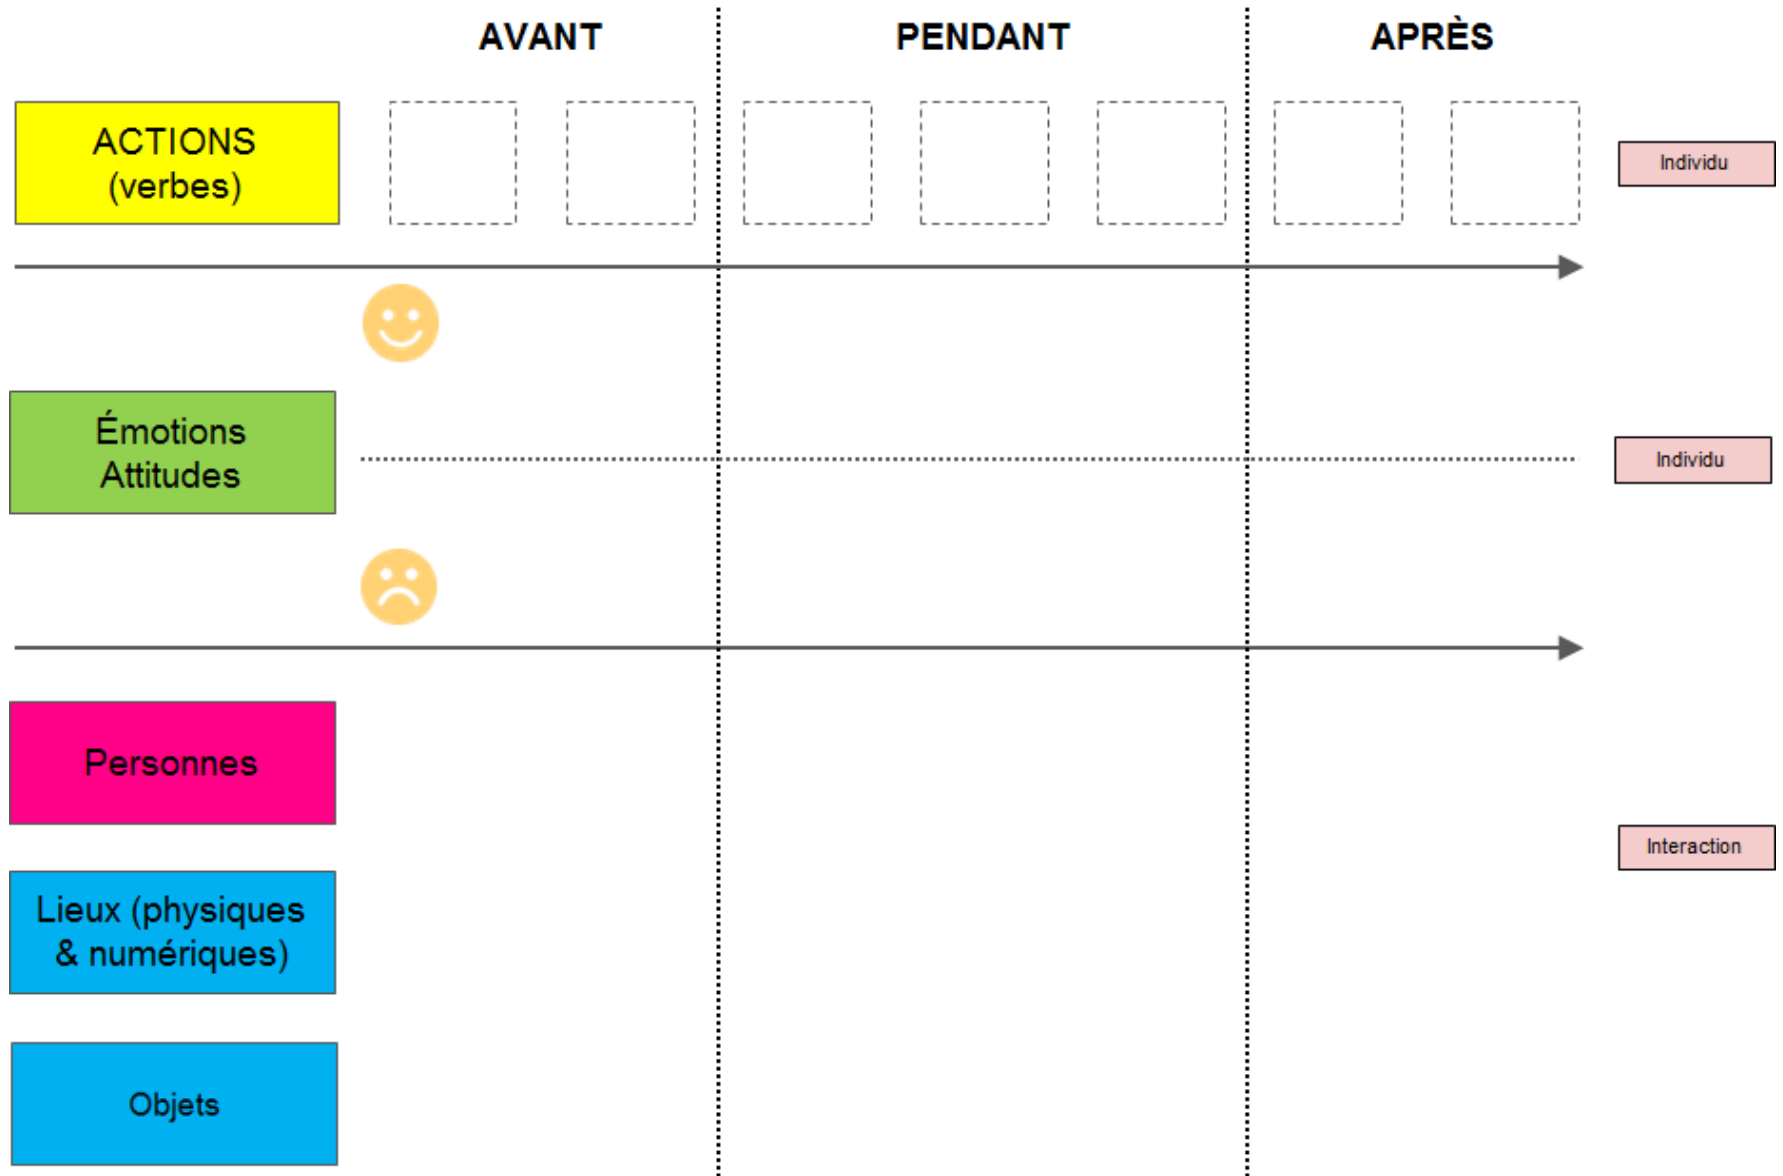 AVANT
PENDANT
APRÈS
ACTIONS
(verbes)
Individu
Émotions
Attitudes
Individu
Personnes
Interaction
Lieux (physiques
& numériques)
Objets